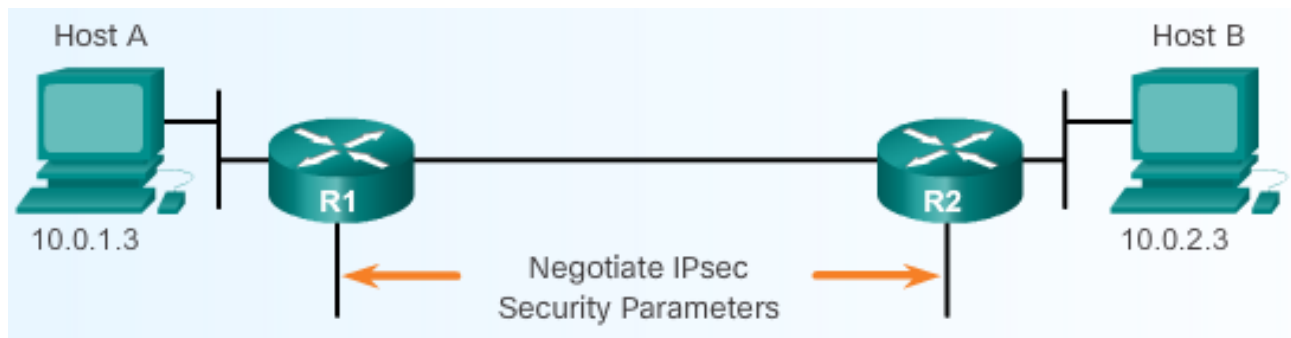 Host A
Host B
R1
R2
10.0.1.3
10.0.2.3
Negotiate IPsec
Security Parameters